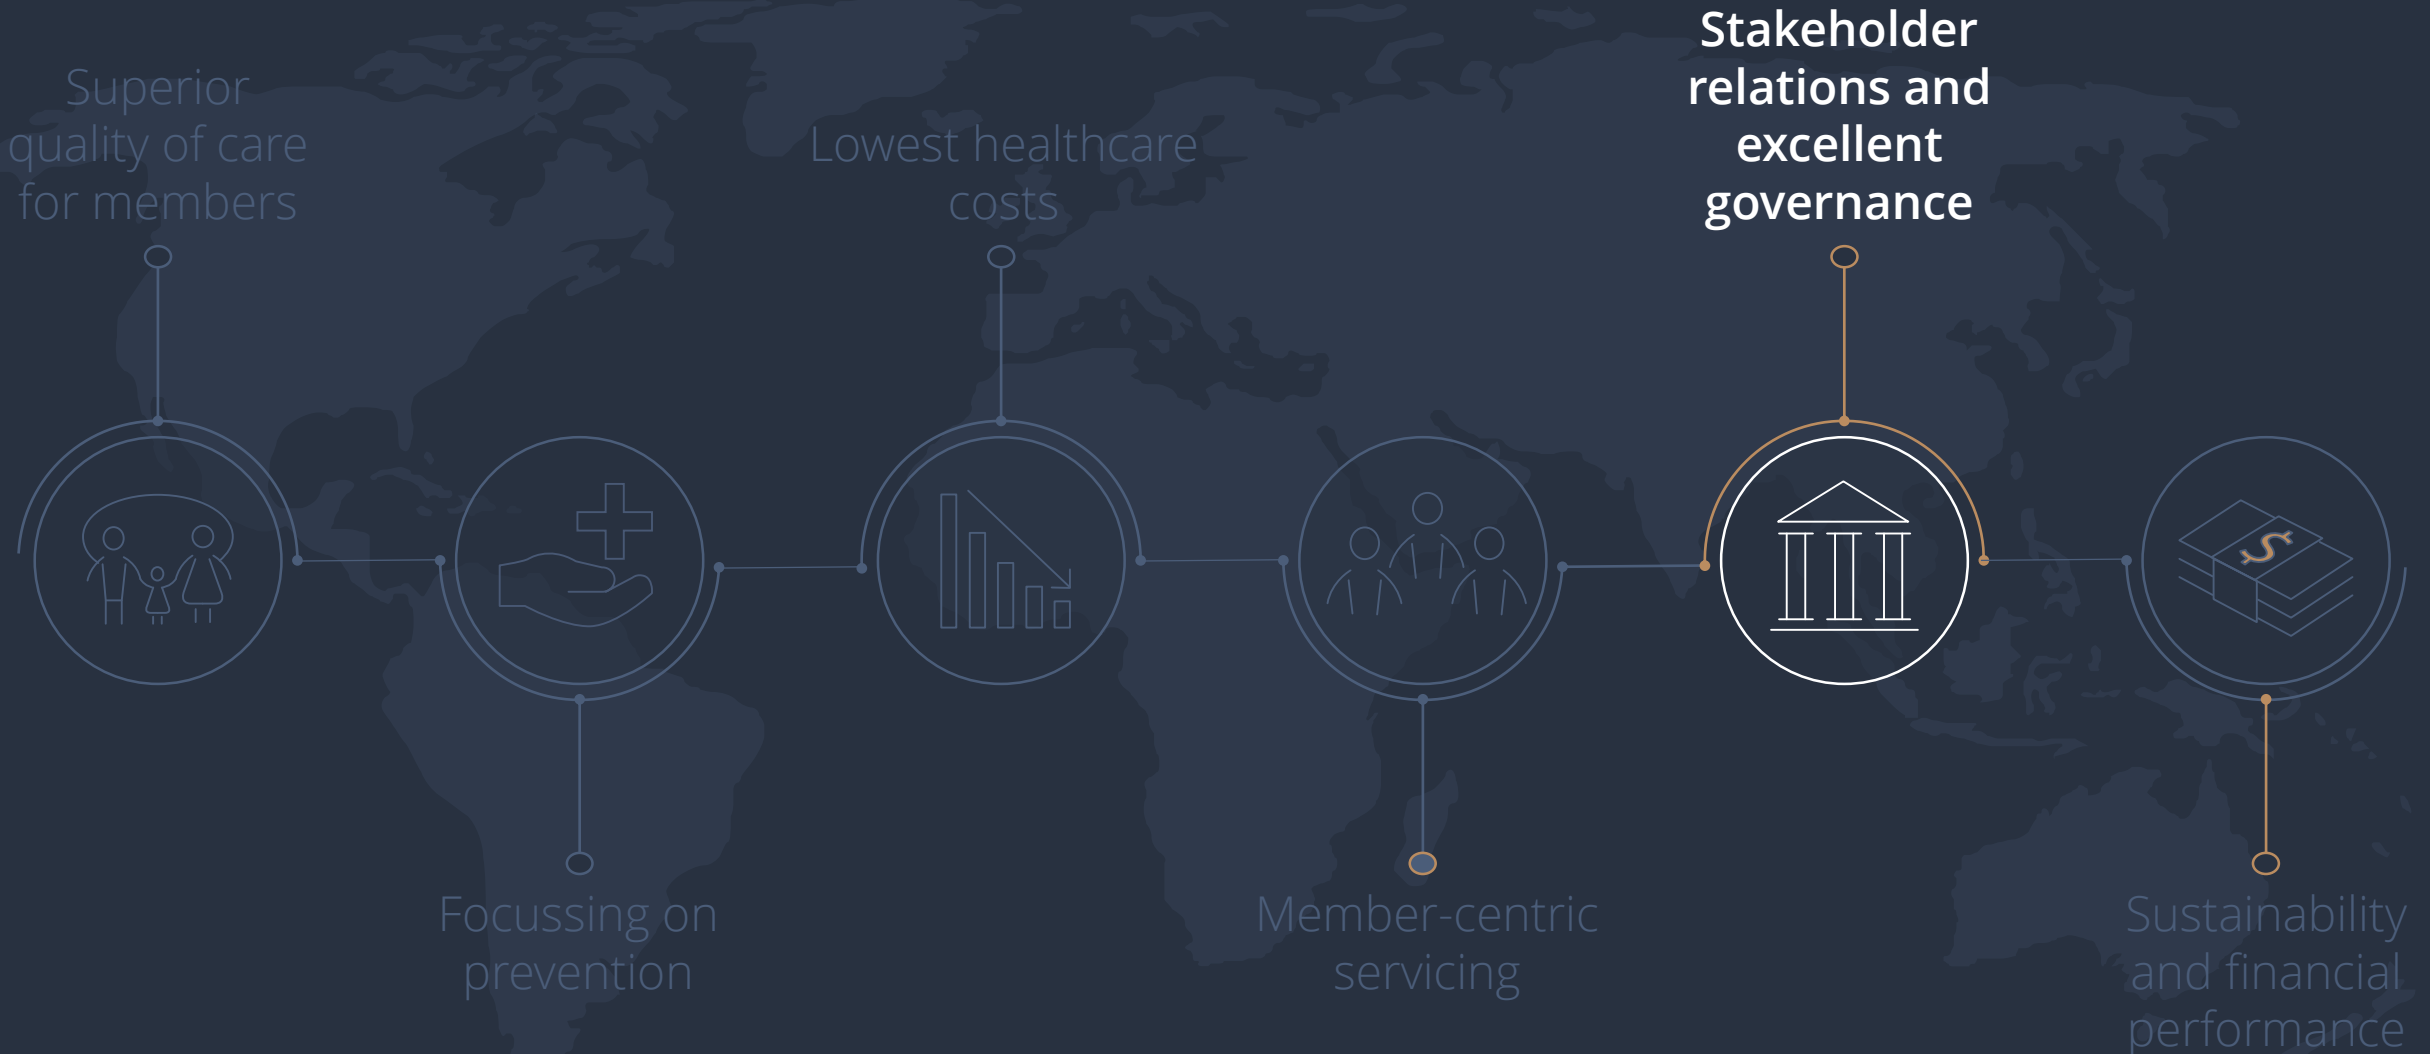 Superior
quality of care
for members
Focussing on
prevention
Lowest healthcare
costs
Member-centric
servicing
Stakeholder
relations and
excellent
governance
$
Sustainability
and financial
performance